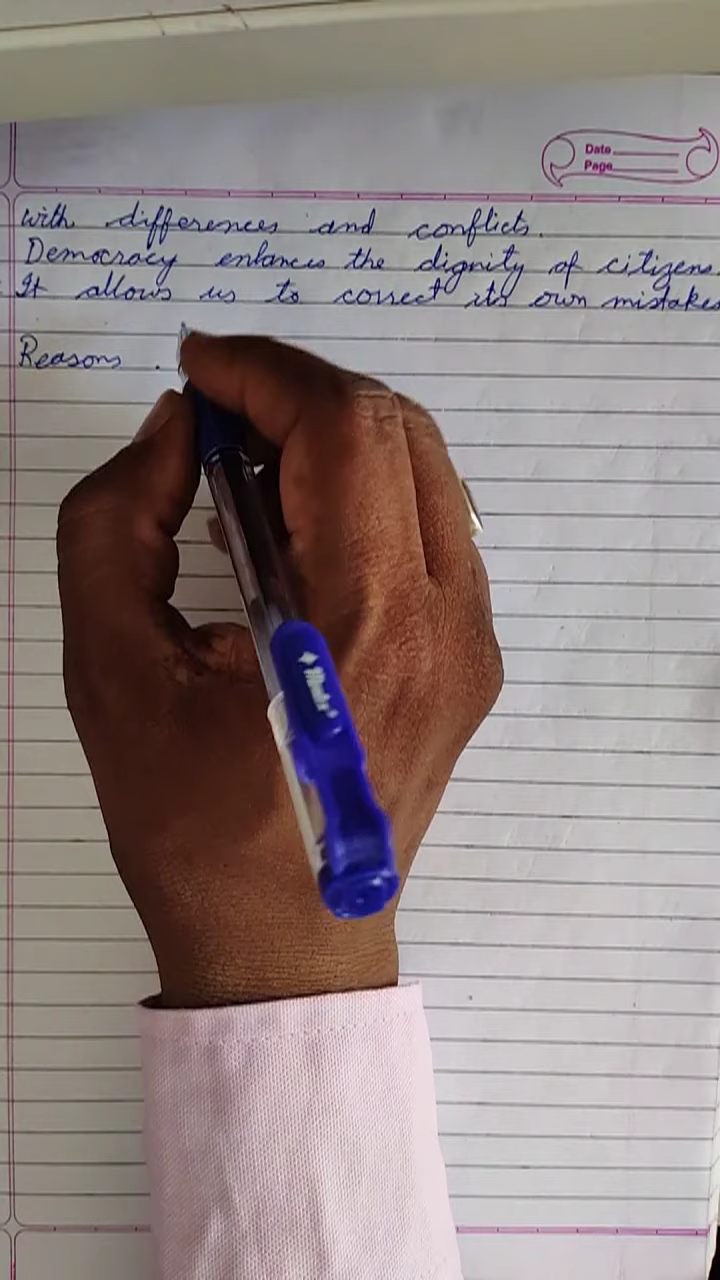 Date
Page
with differences and conflicts.
Democracy enhances the dignity of citizens.
It allows us to correct its own mistakes
Reasons .